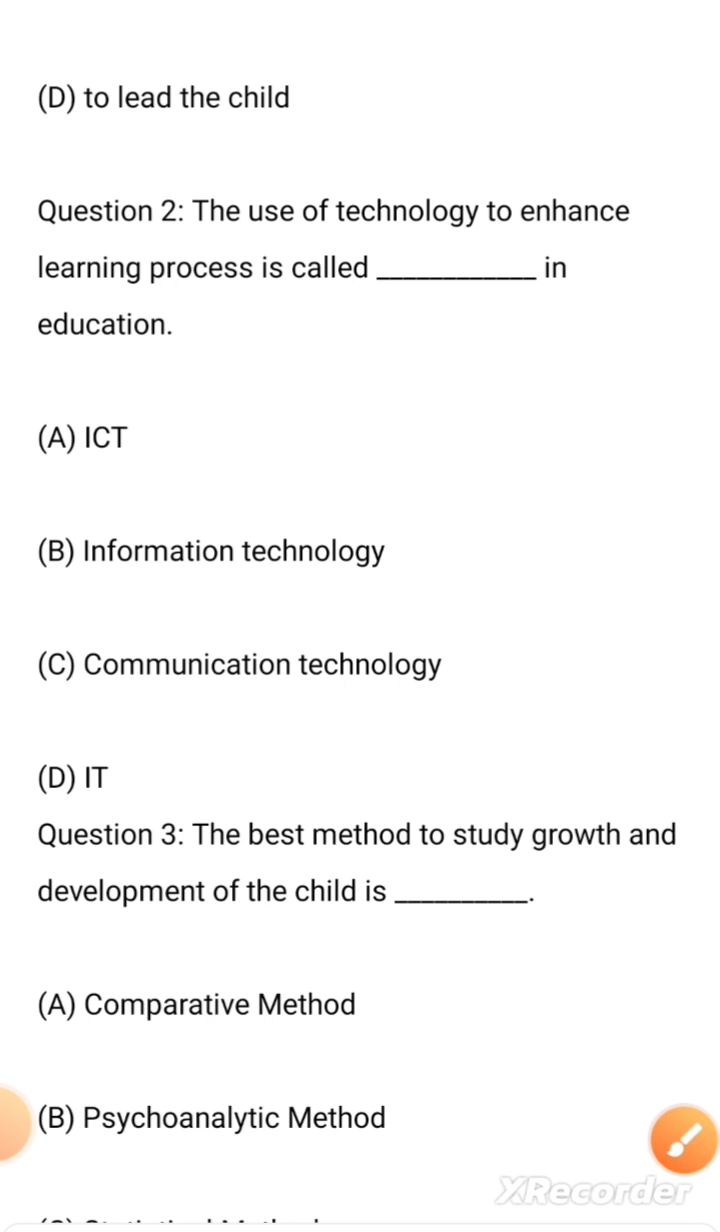 (D) to lead the child
Question 2: The use of technology to enhance
learning process is called ____________ in
education.
(A) ICT
(B) Information technology
(C) Communication technology
(D) IT
Question 3: The best method to study growth and
development of the child is __________.
(A) Comparative Method
(B) Psychoanalytic Method
XRecorder